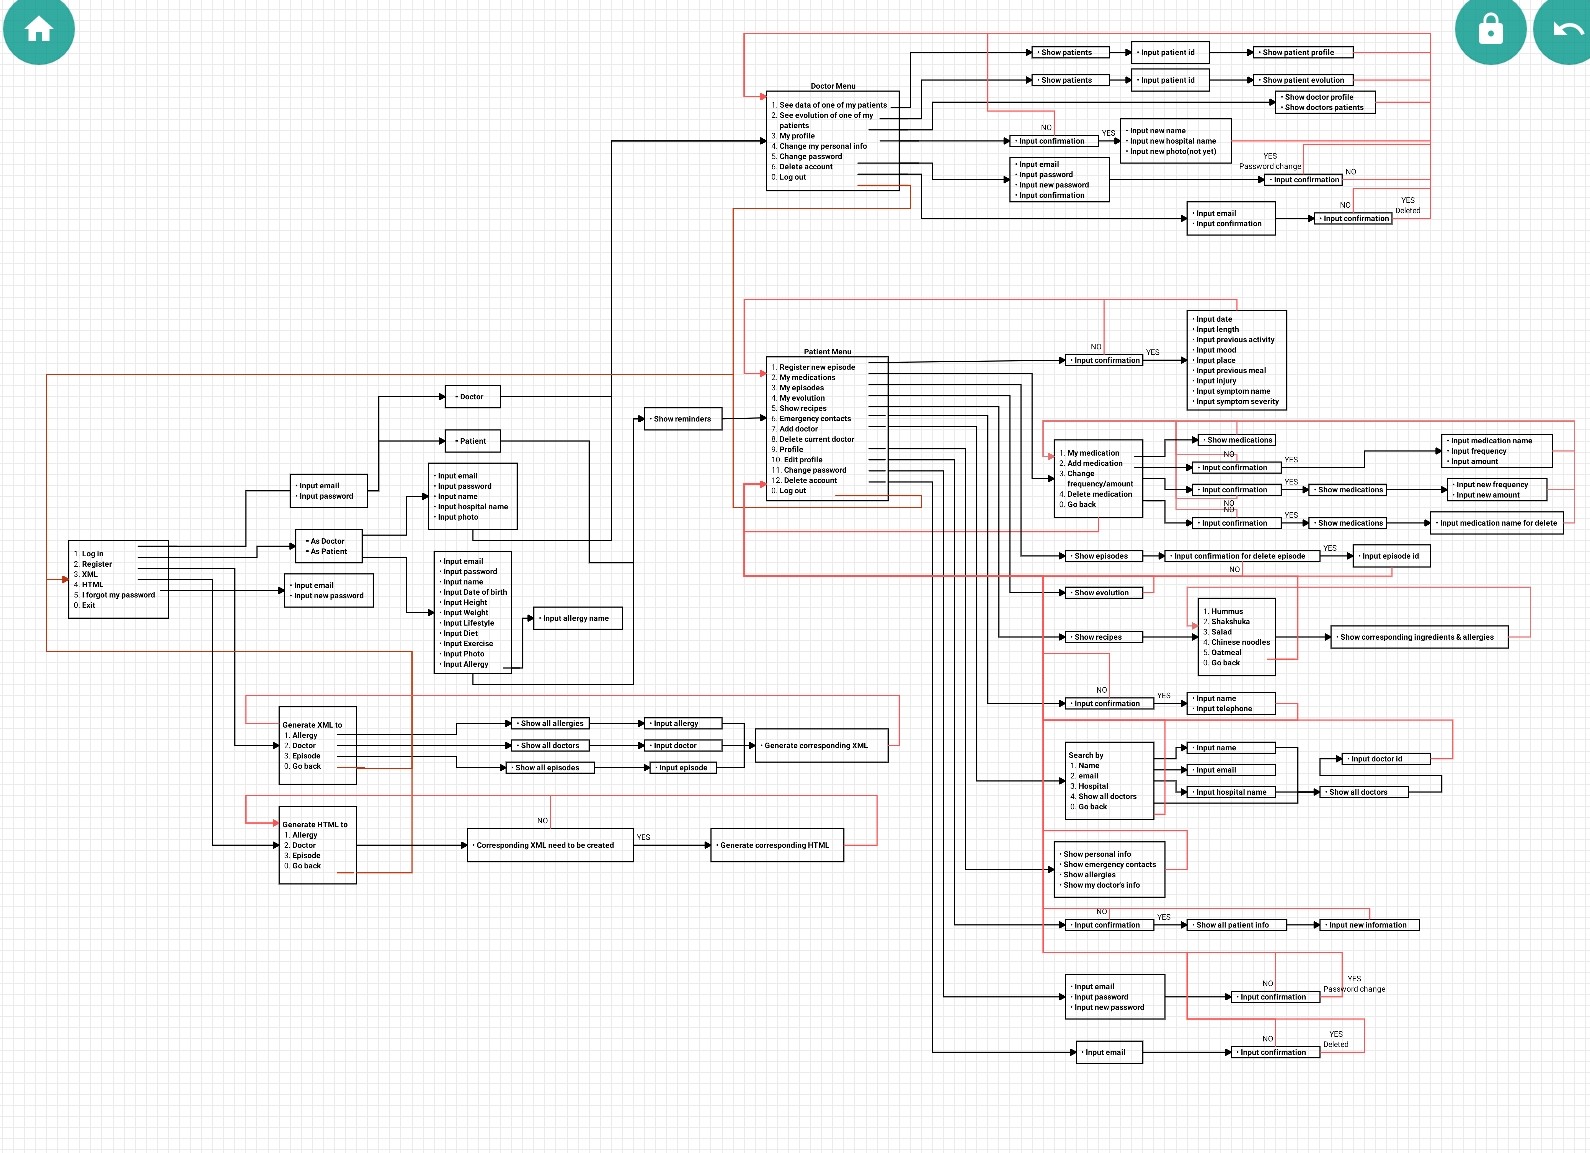 Doctor Menu
1. See data of one of my patients
2. See evolution of one of my
patients
3. My profile
4. Change my personal info
5. Change password
6. Delete account
0. Log out
· Show patients
· Input patient id
· Show patient profile
· Show patients
· Input patient id
· Show patient evolution
· Show doctor profile
· Show doctors patients
NO
· Input confirmation
YES
· Input new name
· Input new hospital name
· Input new photo(not yet)
· Input email
· Input password
· Input new password
· Input confirmation
YES
Password change
· Input confirmation
NO
· Input email
· Input confirmation
NO
· Input confirmation
YES
Deleted
Patient Menu
1. Register new episode
2. My medications
3. My episodes
4. My evolution
5. Show recipes
6. Emergency contacts
7. Add doctor
8. Delete current doctor
9. Profile
10. Edit profile
11. Change password
12. Delete account
0. Log out
NO
· Input confirmation
YES
· Input date
· Input length
· Input previous activity
· Input mood
· Input place
· Input previous meal
· Input injury
· Input symptom name
· Input symptom severity
1. My medication
2. Add medication
3. Change
frequency/amount
4. Delete medication
0. Go back
· Show medications
NO
· Input confirmation
YES
· Input medication name
· Input frequency
· Input amount
· Input confirmation
YES
· Show medications
· Input new frequency
· Input new amount
NO
NO
· Input confirmation
YES
· Show medications
· Input medication name for delete
· Show episodes
· Input confirmation for delete episode
YES
· Input episode id
NO
· Show evolution
· Show recipes
1. Hummus
2. Shakshuka
3. Salad
4. Chinese noodles
5. Oatmeal
0. Go back
· Show corresponding ingredients & allergies
NO
· Input confirmation
YES
· Input name
· Input telephone
Search by
1. Name
2. email
3. Hospital
4. Show all doctors
0. Go back
· Input name
· Input email
· Input hospital name
· Show all doctors
· Input doctor id
· Show personal info
· Show emergency contacts
· Show allergies
· Show my doctor's info
NO
· Input confirmation
YES
· Show all patient info
· Input new information
· Input email
· Input password
· Input new password
NO
· Input confirmation
YES
Password change
· Input email
NO
· Input confirmation
YES
Deleted
· Doctor
· Patient
· Show reminders
· Input email
· Input password
· Input email
· Input password
· Input name
· Input hospital name
· Input photo
· As Doctor
· As Patient
1. Log in
2. Register
3. XML
4. HTML
5. I forgot my password
0. Exit
· Input email
· Input new password
· Input email
· Input password
· Input name
· Input Date of birth
· Input Height
· Input Weight
· Input Lifestyle
· Input Diet
· Input Exercise
· Input Photo
· Input Allergy
· Input allergy name
Generate XML to
1. Allergy
2. Doctor
3. Episode
0. Go back
· Show all allergies
· Input allergy
· Show all doctors
· Input doctor
· Show all episodes
· Input episode
· Generate corresponding XML
Generate HTML to
1. Allergy
2. Doctor
3. Episode
0. Go back
NO
· Corresponding XML need to be created
YES
· Generate corresponding HTML